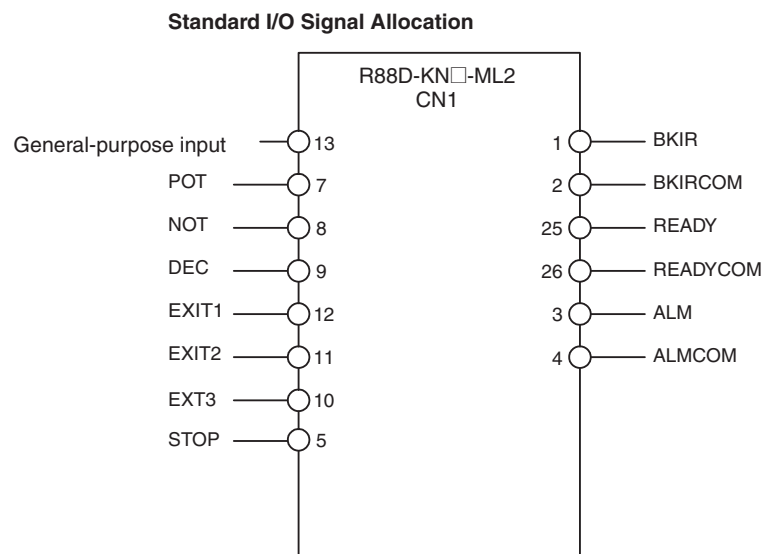 Standard I/O Signal Allocation
R88D-KN□-ML2
CN1
General-purpose input 13
POT 7
NOT 8
DEC 9
EXIT1 12
EXIT2 11
EXT3 10
STOP 5
1 BKIR
2 BKIRCOM
25 READY
26 READYCOM
3 ALM
4 ALMCOM